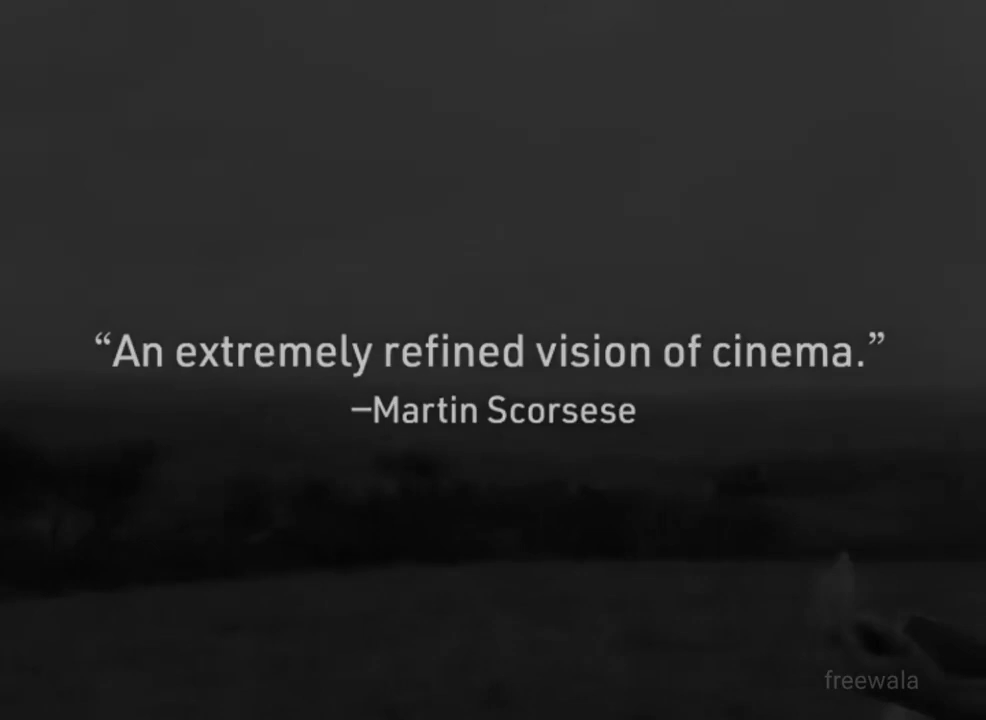 “An extremely refined vision of cinema.”
—Martin Scorsese
freewala